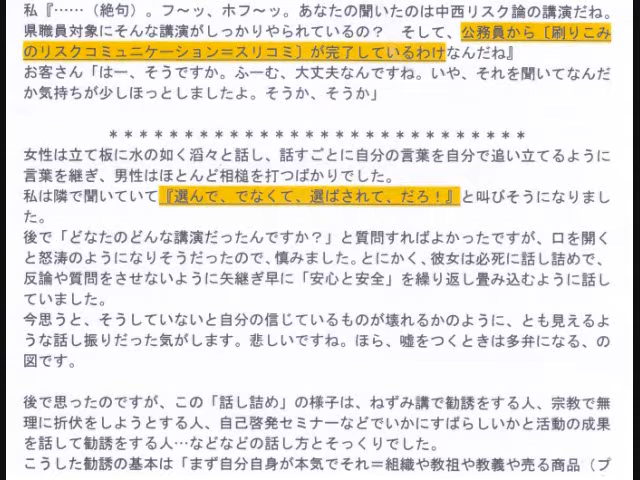 私『……（絶句）。フ～ッ、ホフ～ッ。あなたの聞いたのは中西リスク論の講演だね。
県職員対象にそんな講演がしっかりやられているの？　そして、公務員から〔刷りこみ
のリスクコミュニケーション＝スリコミ〕が完了しているわけなんだね』
お客さん「はー、そうですか。ふーむ、大丈夫なんですね。いや、それを聞いてなんだ
か気持ちが少しほっとしましたよ。そうか、そうか」
＊＊＊＊＊＊＊＊＊＊＊＊＊＊＊＊＊＊＊＊＊＊＊＊＊＊＊＊
女性は立て板に水の如く滔々と話し、話すごとに自分の言葉を自分で追い立てるように
言葉を継ぎ、男性はほとんど相槌を打つばかりでした。
私は隣で聞いていて『選んで、でなくて、選ばされて、だろ！』と叫びそうになりまし
た。
後で「どなたのどんな講演だったんですか？」と質問すればよかったですが、口を開く
と怒涛のようになりそうだったので、慎みました。とにかく、彼女は必死に話し詰めで、
反論や質問をさせないように矢継ぎ早に「安心と安全」を繰り返し畳み込むように話し
ていました。
今思うと、そうしていないと自分の信じているものが壊れるかのように、とも見えるよ
うな話し振りだった気がします。悲しいですね。ほら、嘘をつくときは多弁になる、の
図です。
後で思ったのですが、この「話し詰め」の様子は、ねずみ講で勧誘をする人、宗教で無
理に折伏をしようとする人、自己啓発セミナーなどでいかにすばらしいかと活動の成果
を話して勧誘をする人…などなどの話し方とそっくりでした。
こうした勧誘の基本は「まず自分自身が本気でそれ＝組織や教祖や教義や売る商品（プ